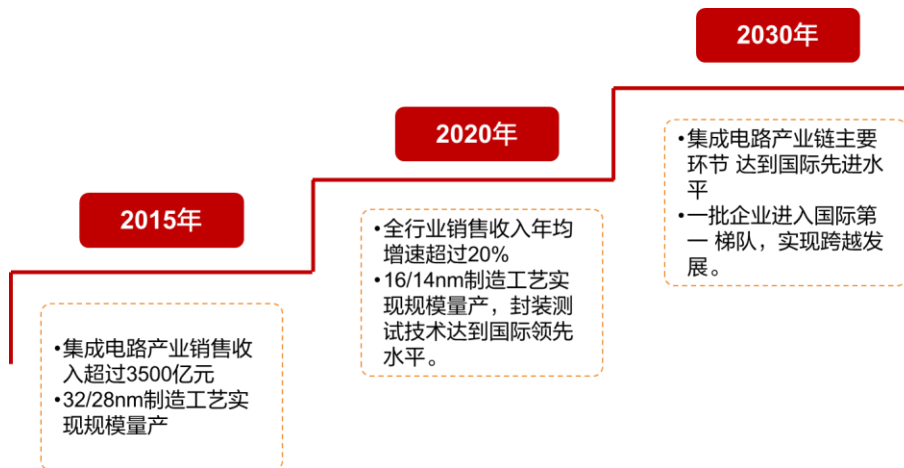 2015年
•集成电路产业销售收
入超过3500亿元
•32/28nm制造工艺实
现规模量产
2020年
•全行业销售收入年均
增速超过20%
•16/14nm制造工艺实
现规模量产，封装测
试技术达到国际领先
水平。
2030年
•集成电路产业链主要
环节 达到国际先进水
平
•一批企业进入国际第
一 梯队，实现跨越发
展。